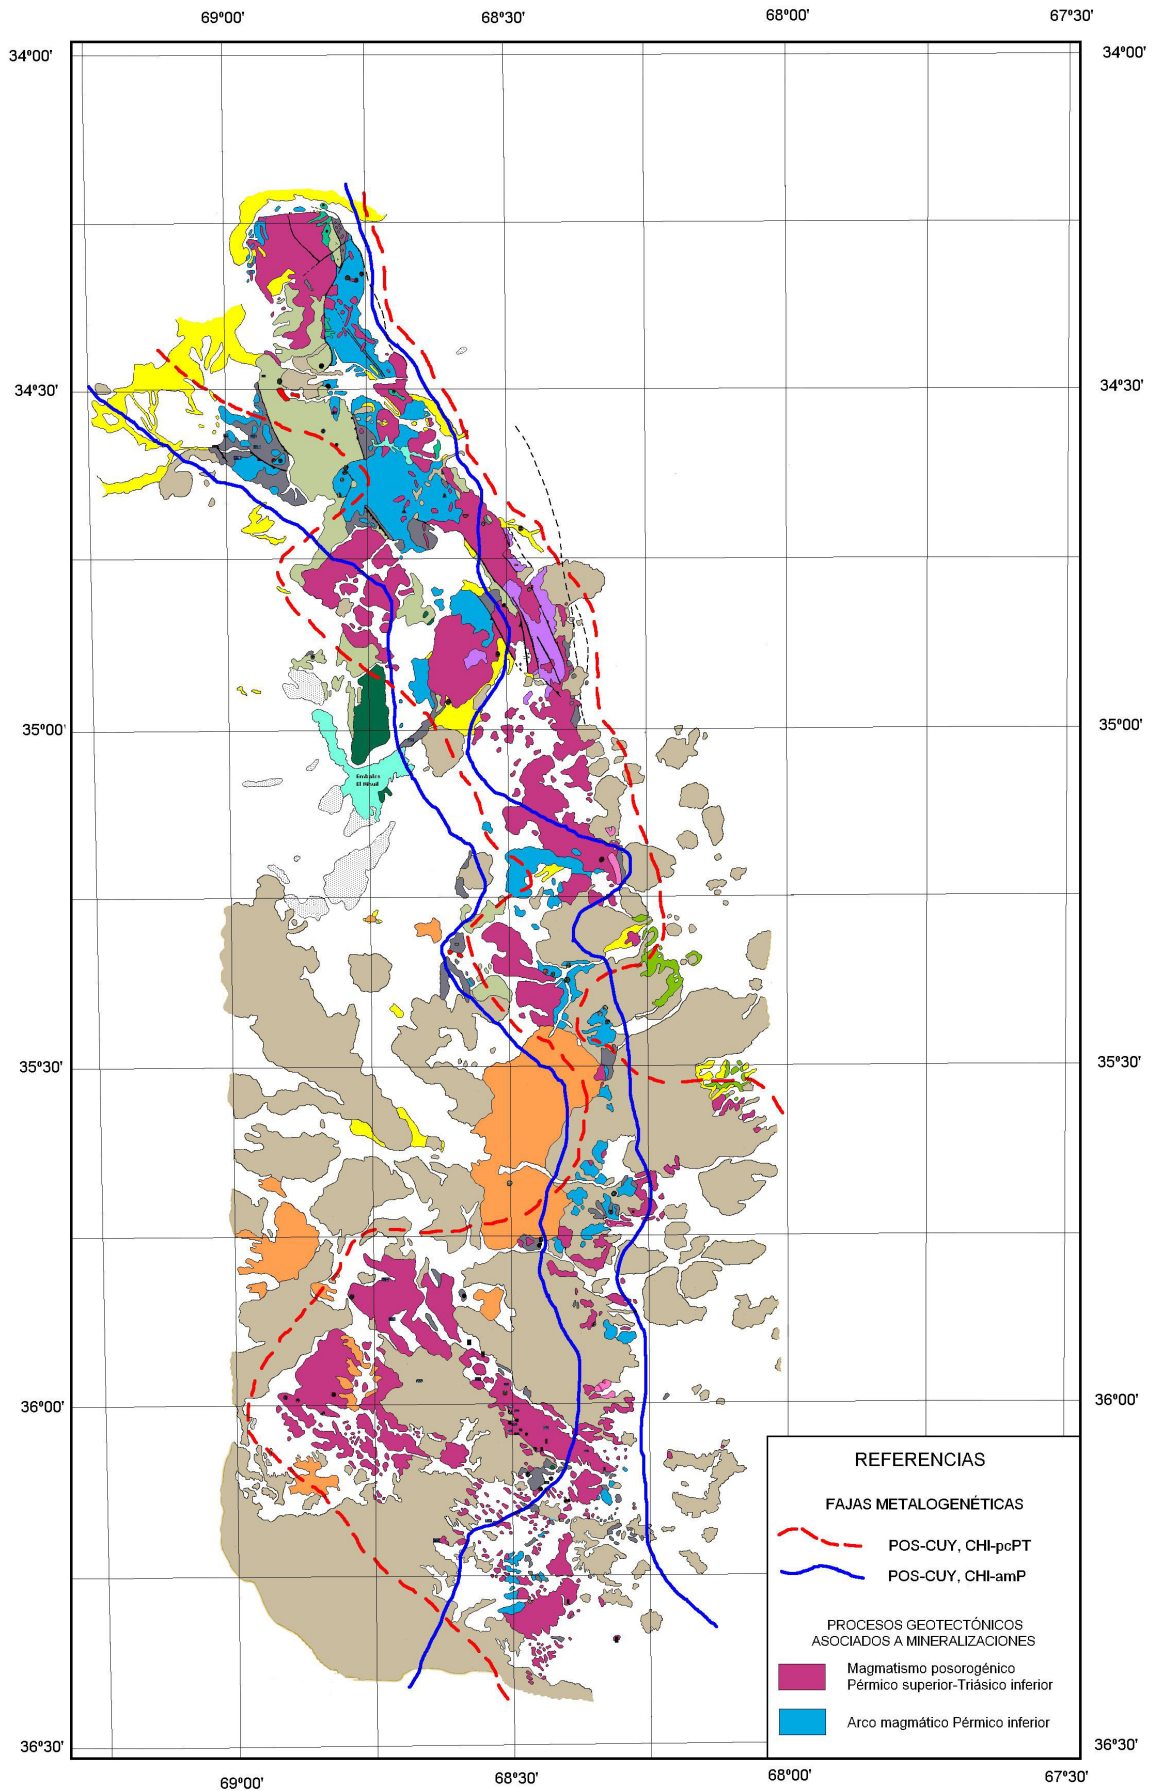 69°00'
68°30'
68°00'
67°30'
34°00'
34°00'
34°30'
34°30'
35°00'
35°00'
Embalse
El Nihuil
35°30'
35°30'
36°00'
36°00'
REFERENCIAS
FAJAS METALOGENÉTICAS
POS-CUY, CHI-pcPT
POS-CUY, CHI-amP
PROCESOS GEOTECTÓNICOS
ASOCIADOS A MINERALIZACIONES
Magmatismo posorogénico
Pérmico superior-Triásico inferior
Arco magmático Pérmico inferior
36°30'
36°30'
69°00'
68°30'
68°00'
67°30'